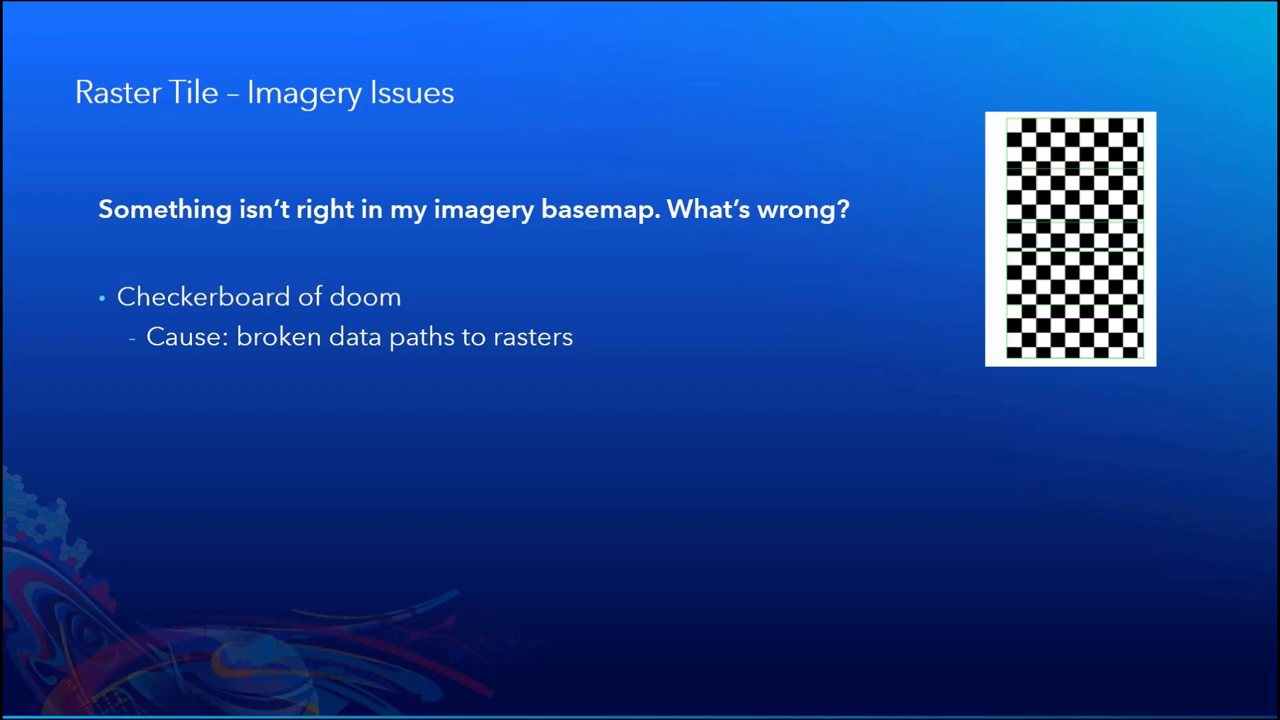 Raster Tile – Imagery Issues
Something isn’t right in my imagery basemap. What’s wrong?
• Checkerboard of doom
- Cause: broken data paths to rasters